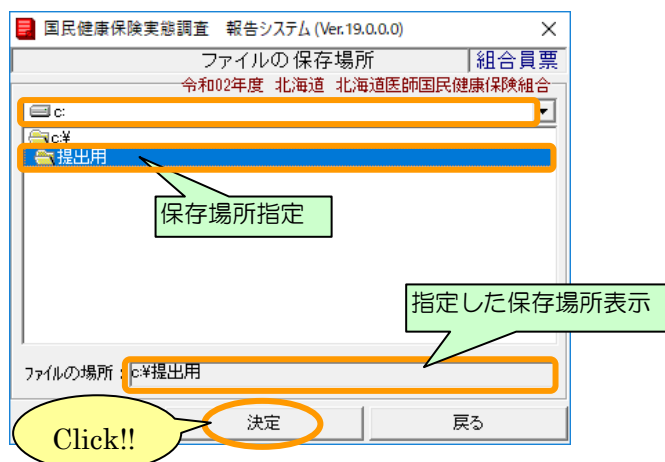 国民健康保険実態調査　報告システム (Ver.19.0.0.0)
ファイルの保存場所 組合員票
令和02年度 北海道 北海道医師国民健康保険組合
c:
c:¥
提出用
保存場所指定
指定した保存場所表示
ファイルの場所： c:¥提出用
Click!! 決定 戻る